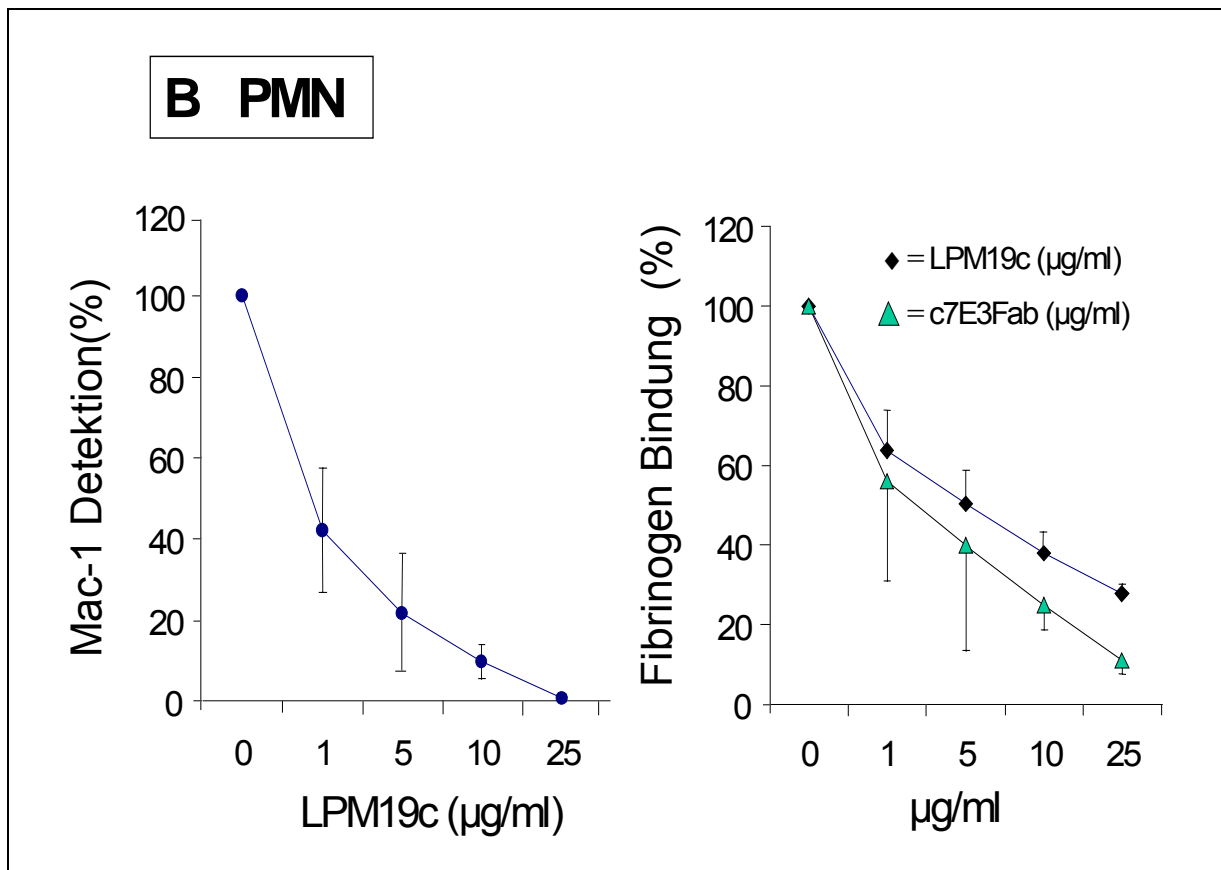 B PMN
Mac-1 Detektion(%)
120
100
80
60
40
20
0
0 1 5 10 25
LPM19c (µg/ml)
Fibrinogen Bindung (%)
120
100
80
60
40
20
0
= LPM19c (µg/ml)
= c7E3Fab (µg/ml)
0 1 5 10 25
µg/ml